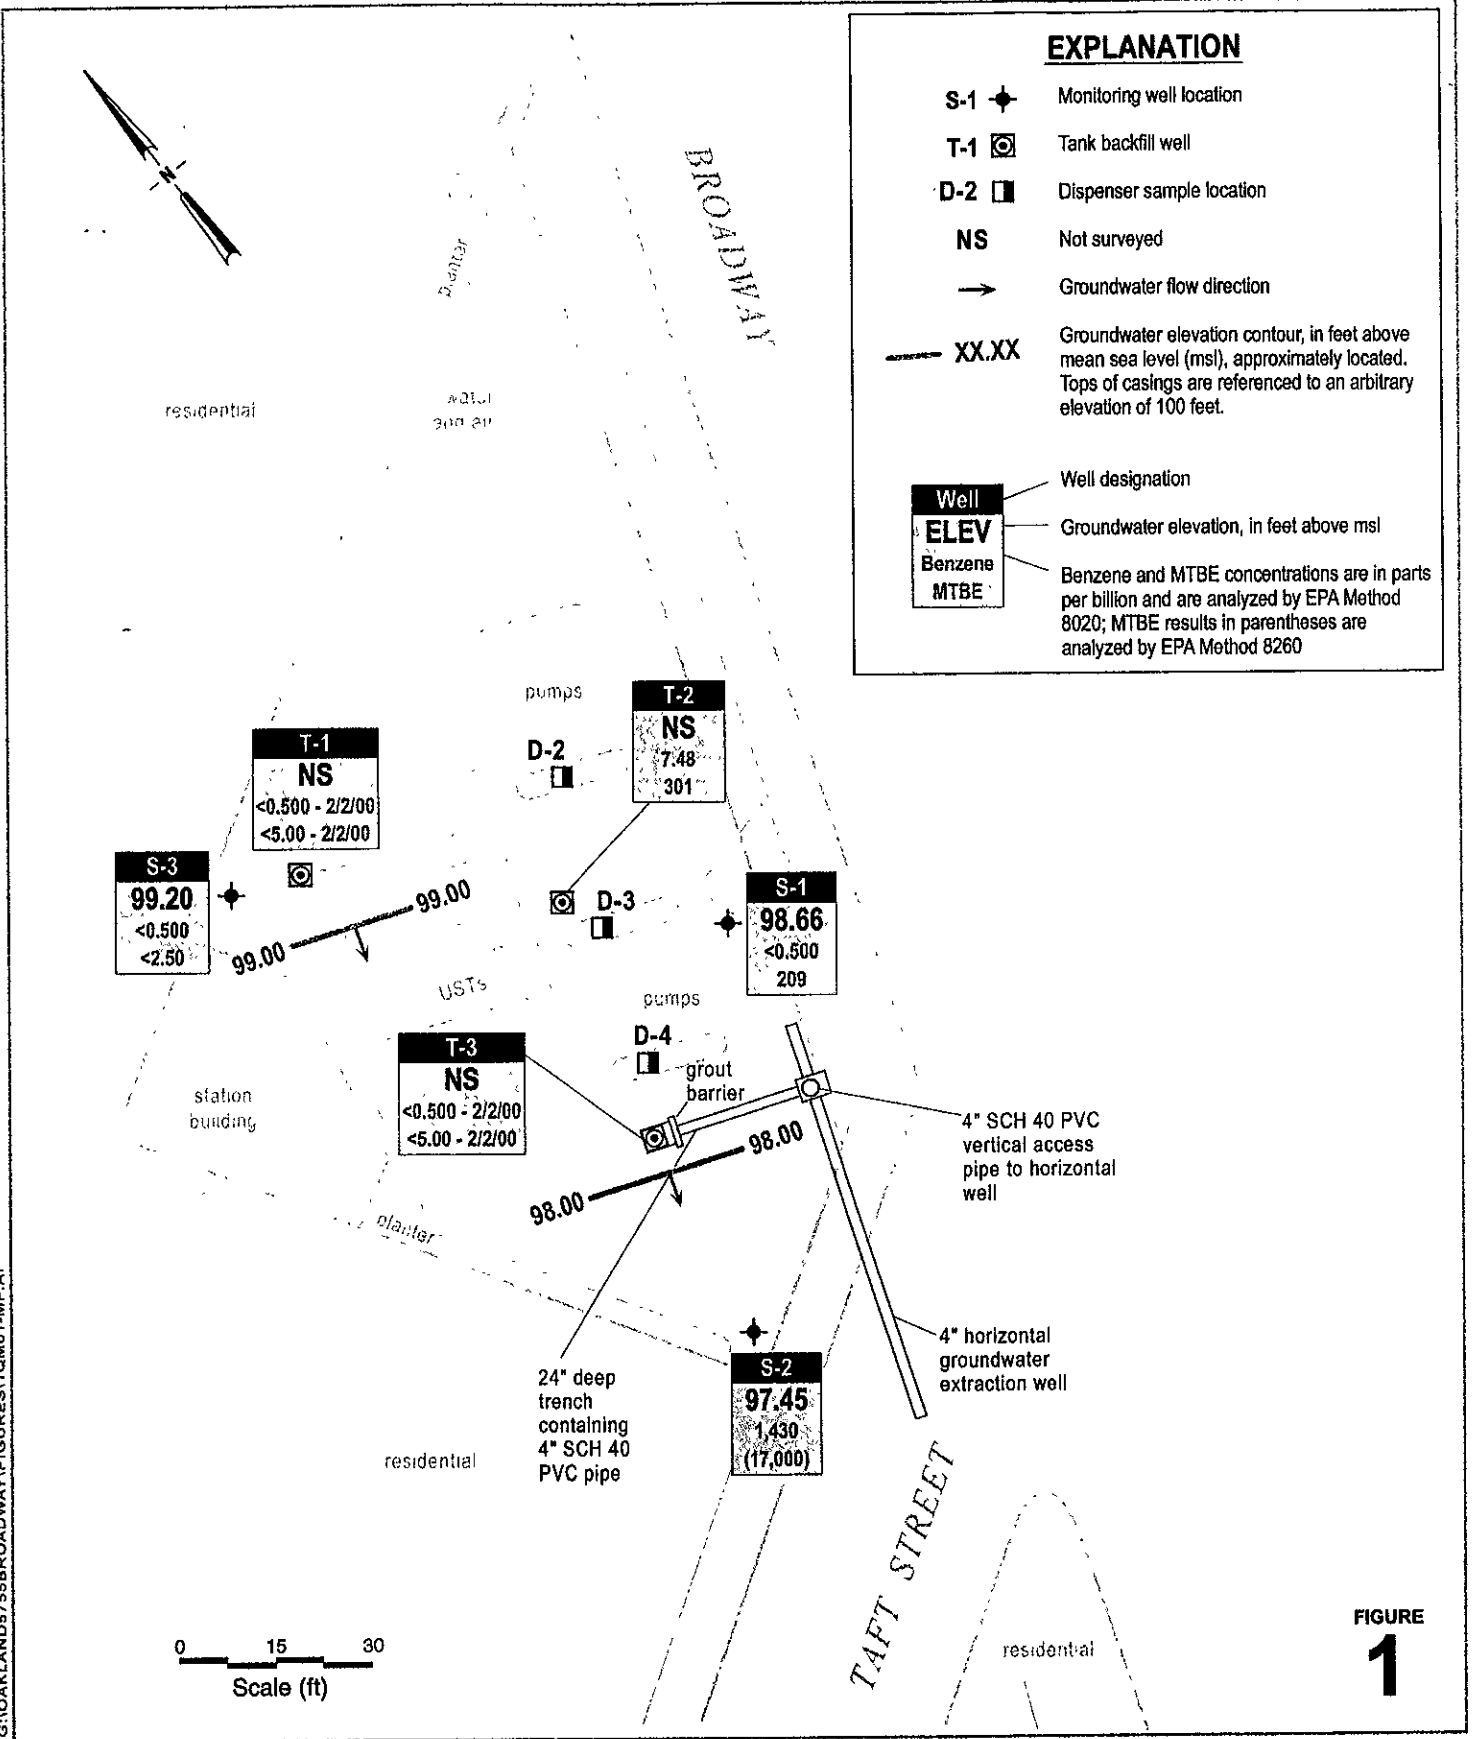 EXPLANATION
S-1 Monitoring well location
T-1 Tank backfill well
D-2 Dispenser sample location
NS Not surveyed
Groundwater flow direction
XX.XX
Groundwater elevation contour, in feet above
mean sea level (msl), approximately located.
Tops of casings are referenced to an arbitrary
elevation of 100 feet.
Well
ELEV
Benzene
MTBE
Well designation
Groundwater elevation, in feet above msl
Benzene and MTBE concentrations are in parts
per billion and are analyzed by EPA Method
8020; MTBE results in parentheses are
analyzed by EPA Method 8260
N
BROADWAY
planter
residential
water
and air
pumps
D-2
T-2
NS
7.48
301
T-1
NS
<0.500 - 2/2/00
<5.00 - 2/2/00
S-3
99.20
<0.500
<2.50
99.00
99.00
D-3
S-1
98.66
<0.500
209
USTs
pumps
D-4
T-3
NS
<0.500 - 2/2/00
<5.00 - 2/2/00
grout
barrier
station
building
98.00
98.00
4" SCH 40 PVC
vertical access
pipe to horizontal
well
planter
4" horizontal
groundwater
extraction well
24" deep
trench
containing
4" SCH 40
PVC pipe
S-2
97.45
1,430
(17,000)
residential
TAFT STREET
residential
0 15 30
Scale (ft)
FIGURE
1